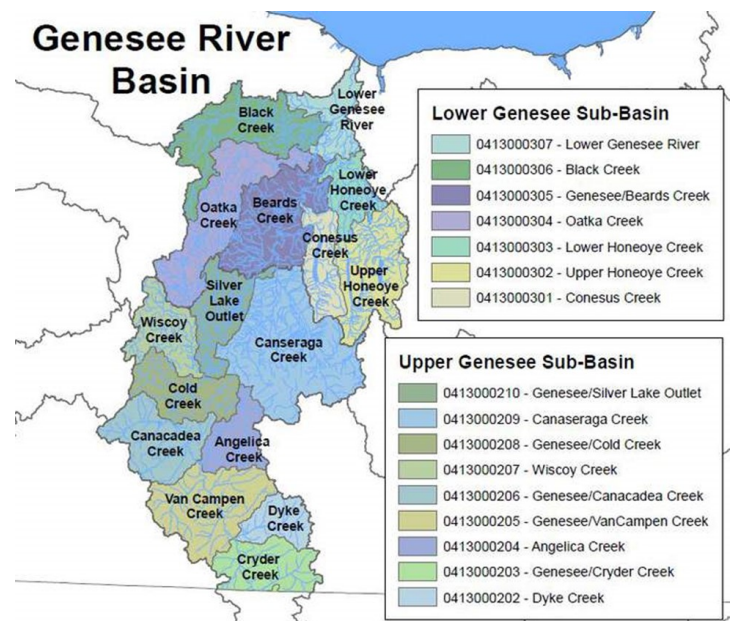 Genesee River
Basin
Lower
Genesee
River
Black
Creek
Lower
Honeoye
Creek
Oatka
Creek
Beards
Creek
Conesus
Creek
Upper
Honeoye
Creek
Silver
Lake
Outlet
Wiscoy
Creek
Canseraga
Creek
Cold
Creek
Canacadea
Creek
Angelica
Creek
Van Campen
Creek
Dyke
Creek
Cryder
Creek
Lower Genesee Sub-Basin
0413000307 - Lower Genesee River
0413000306 - Black Creek
0413000305 - Genesee/Beards Creek
0413000304 - Oatka Creek
0413000303 - Lower Honeoye Creek
0413000302 - Upper Honeoye Creek
0413000301 - Conesus Creek
Upper Genesee Sub-Basin
0413000210 - Genesee/Silver Lake Outlet
0413000209 - Canaseraga Creek
0413000208 - Genesee/Cold Creek
0413000207 - Wiscoy Creek
0413000206 - Genesee/Canacadea Creek
0413000205 - Genesee/VanCampen Creek
0413000204 - Angelica Creek
0413000203 - Genesee/Cryder Creek
0413000202 - Dyke Creek